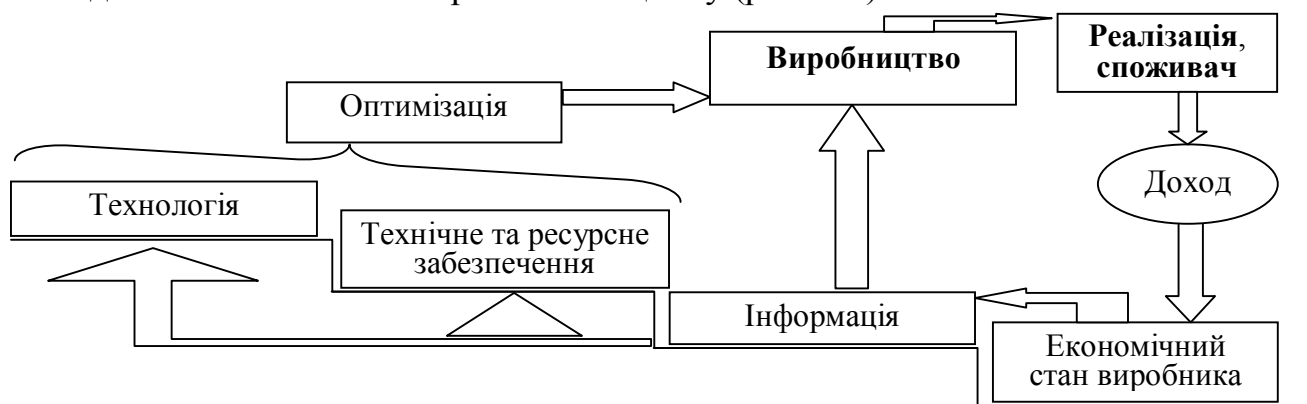 Виробництво
Реалізація,
споживач
Оптимізація
Доход
Технологія
Технічне та ресурсне
забезпечення
Інформація
Економічний
стан виробника